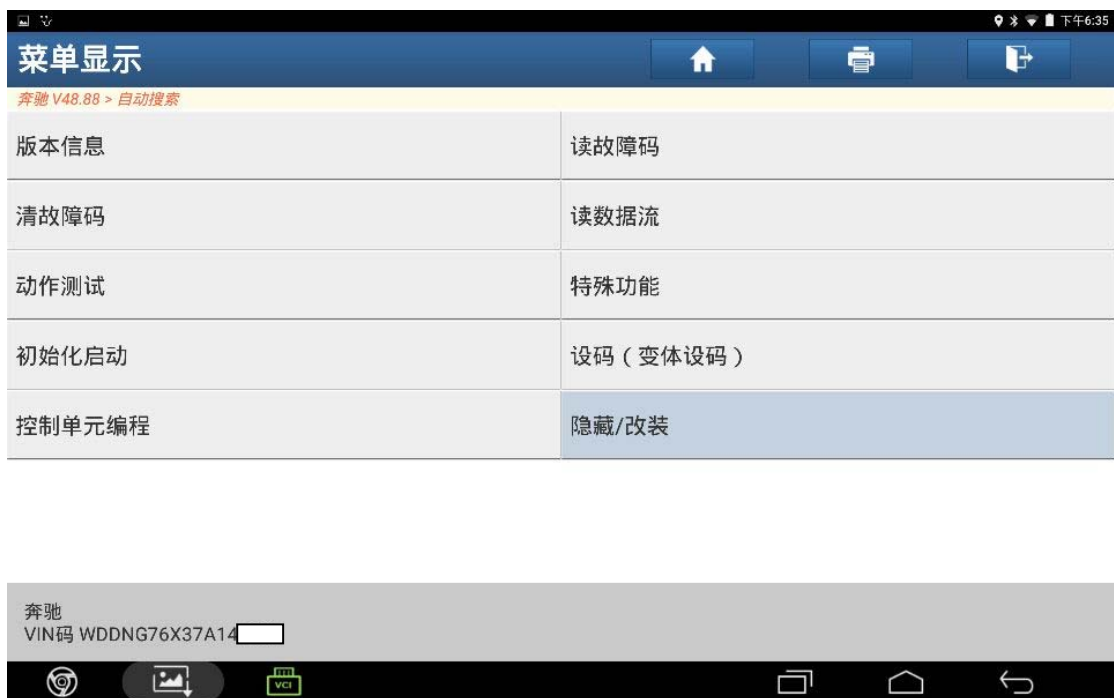 下午6:35
菜单显示
奔驰 V48.88 > 自动搜索
版本信息
读故障码
清故障码
读数据流
动作测试
特殊功能
初始化启动
设码（变体设码）
控制单元编程
隐藏/改装
奔驰
VIN码 WDDNG76X37A14
VCI